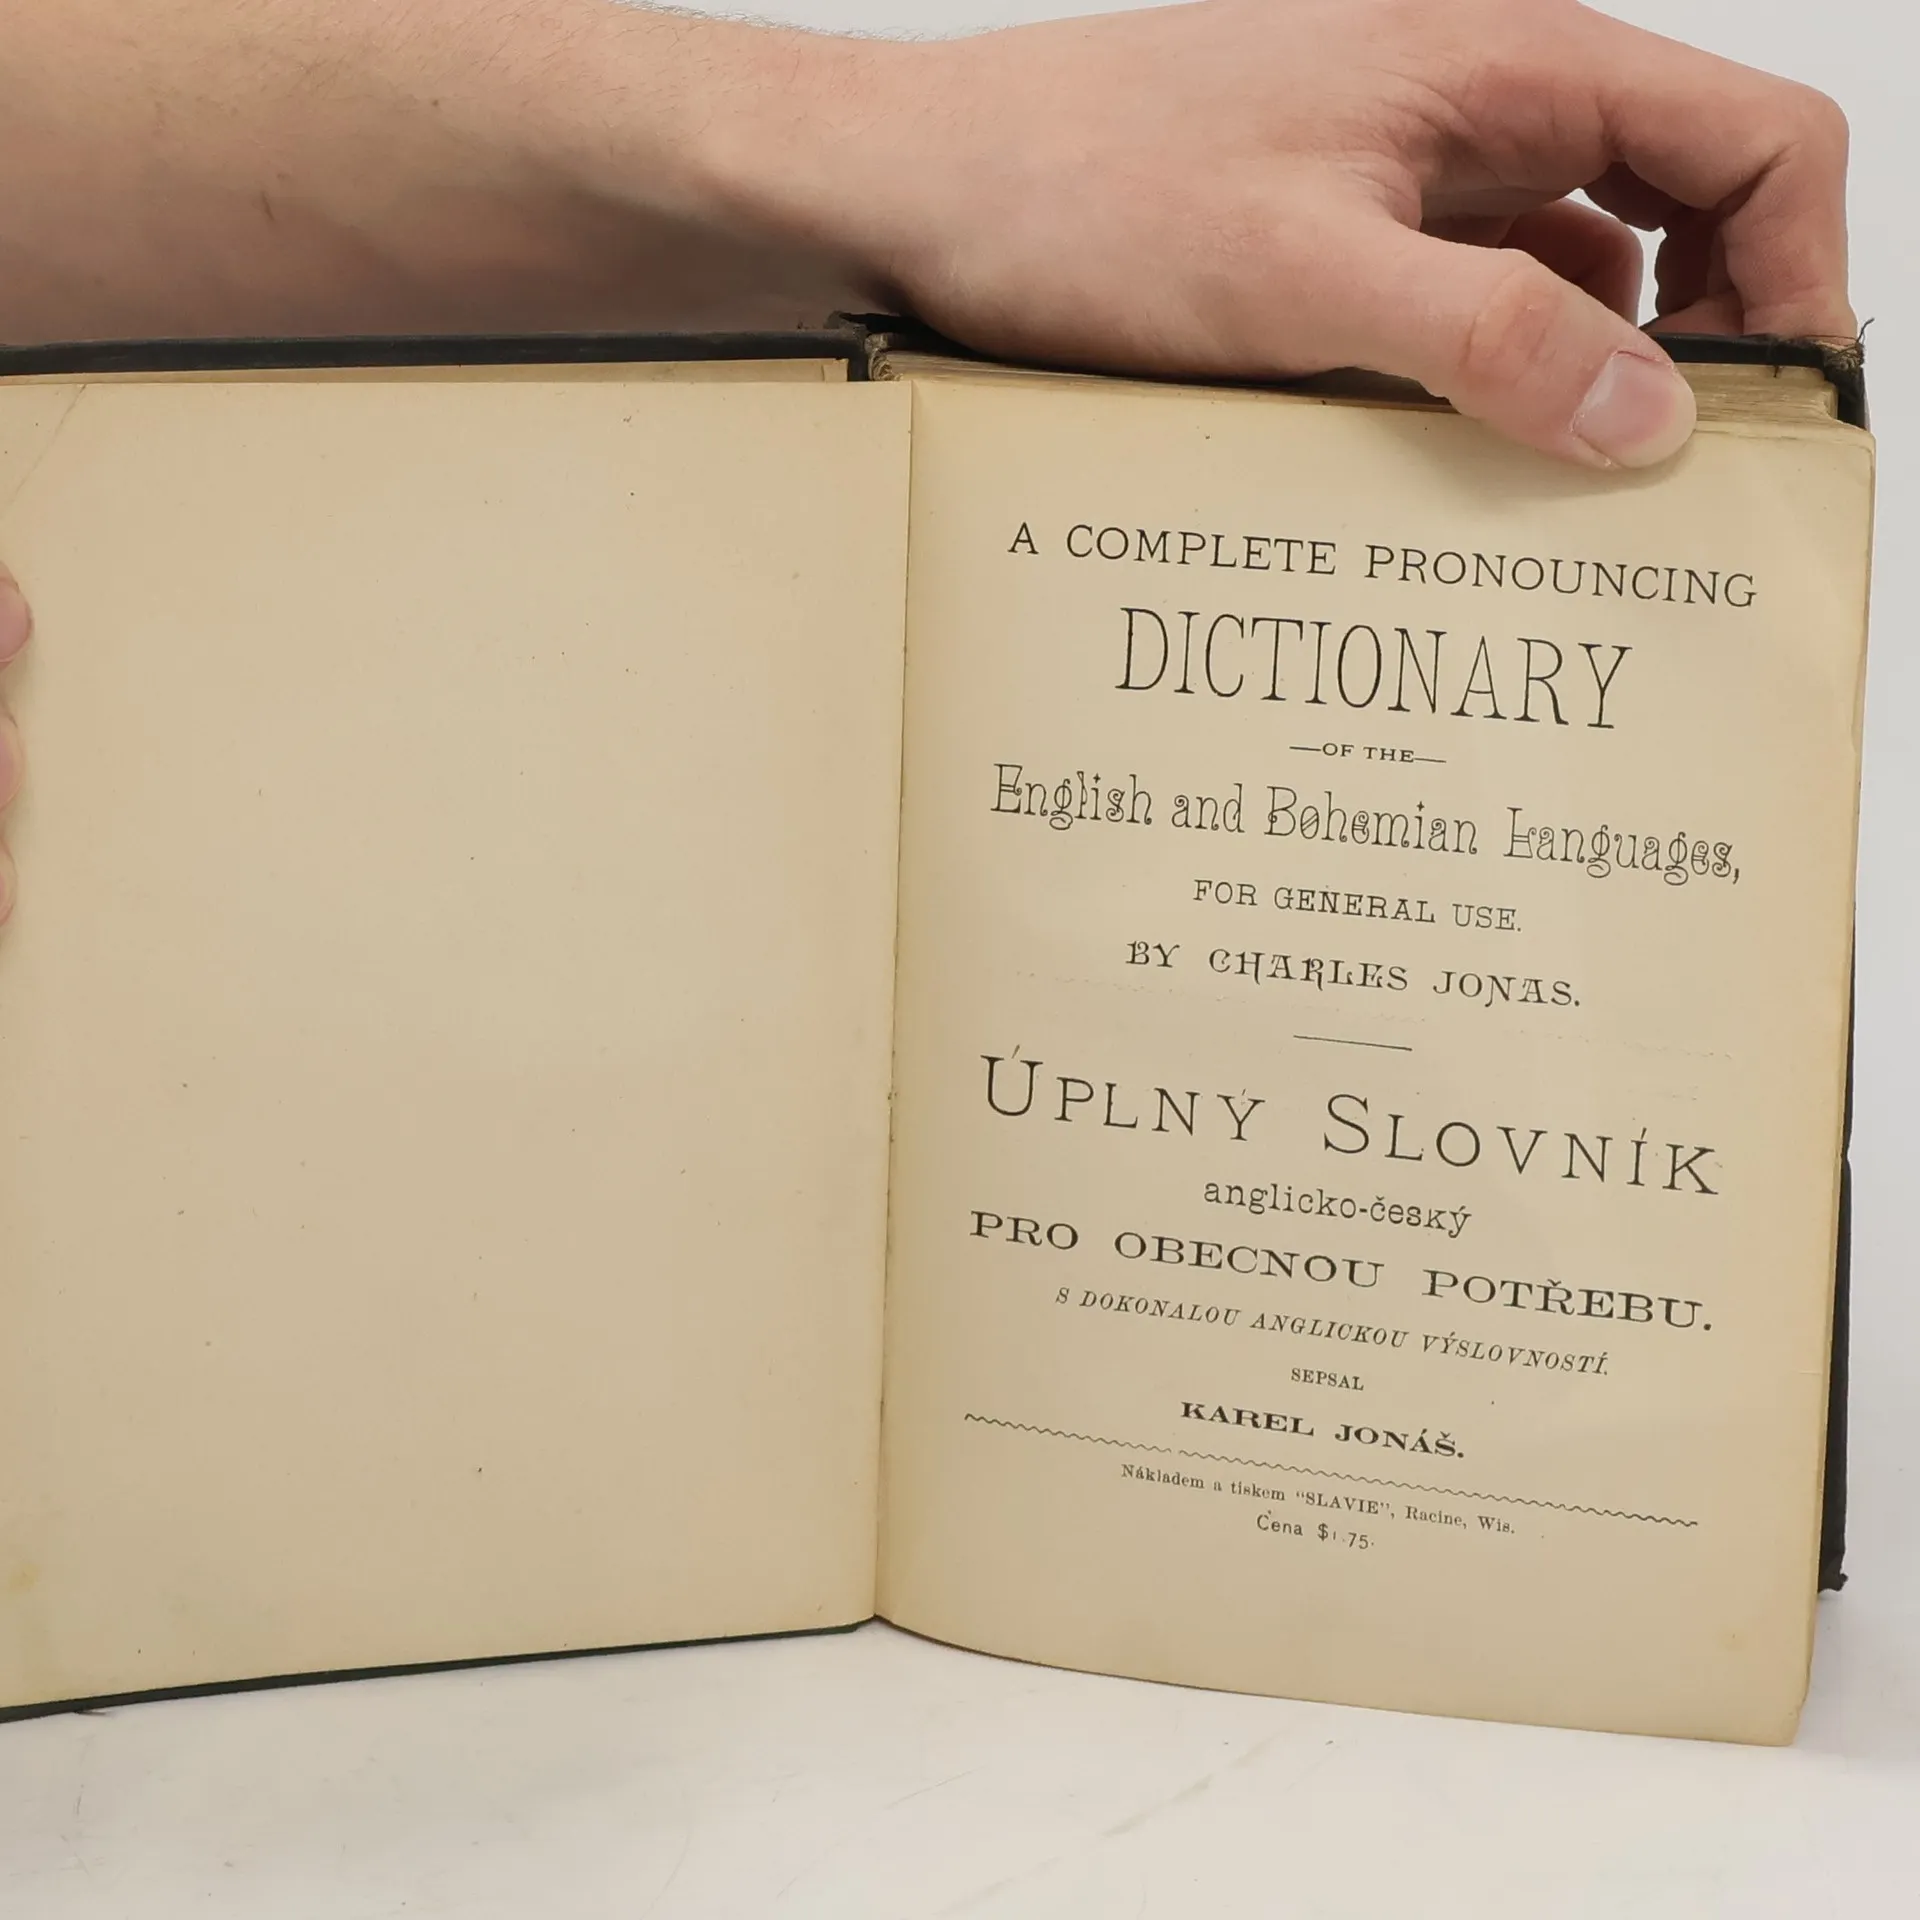 A COMPLETE PRONOUNCING
DICTIONARY
—OF THE—
English and Bohemian Languages,
FOR GENERAL USE.
BY CHARLES JONAS.
ÚPLNÝ SLOVNÍK
anglicko-český
PRO OBECNOU POTŘEBU.
S DOKONALOU ANGLICKOU VÝSLOVNOSTÍ.
SEPSAL
KAREL JONÁŠ.
Nákladem a tiskem “SLAVIE”, Racine, Wis.
Cena $1.75.